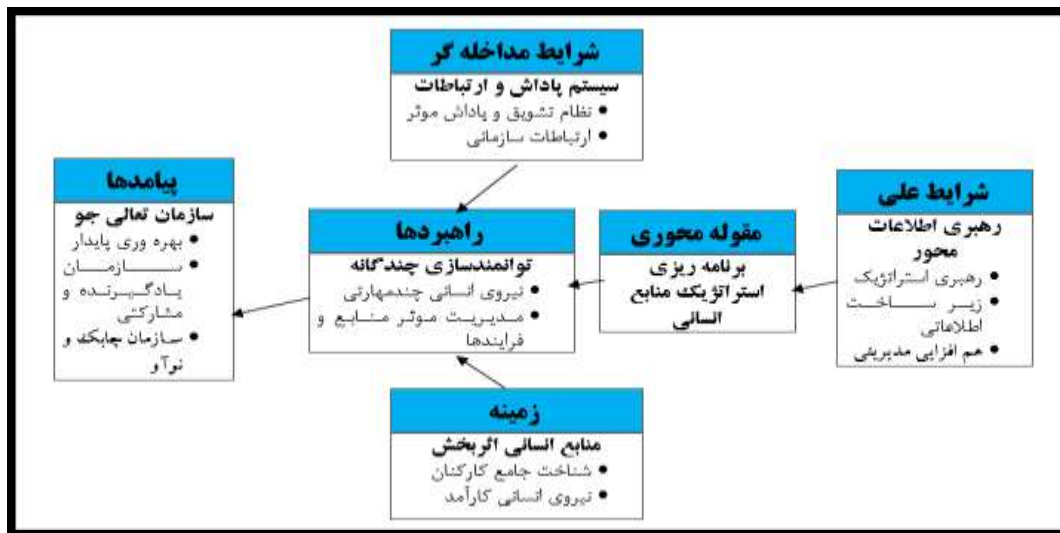 شرایط مداخله گر
سیستم پاداش و ارتباطات
● نظام تشویق و پاداش موثر
● ارتباطات سازمانی
شرایط علی
رهبری اطلاعات
محور
● رهبری استراتژیک
● زیر ساخت
اطلاعاتی
● هم افزایی مدیریتی
مقوله محوری
برنامه ریزی
استراتژیک منابع
انسانی
راهبردها
توانمندسازی چندگانه
● نیروی انسانی چندمهارتی
● مدیریت موثر منابع و
فرایندها
پیامدها
سازمان تعالی جو
● بهره وری پایدار
● سازمان
یادگیرنده و
مشارکتی
● سازمان چابک و
نوآو
زمینه
منابع انسانی اثربخش
● شناخت جامع کارکنان
● نیروی انسانی کارآمد